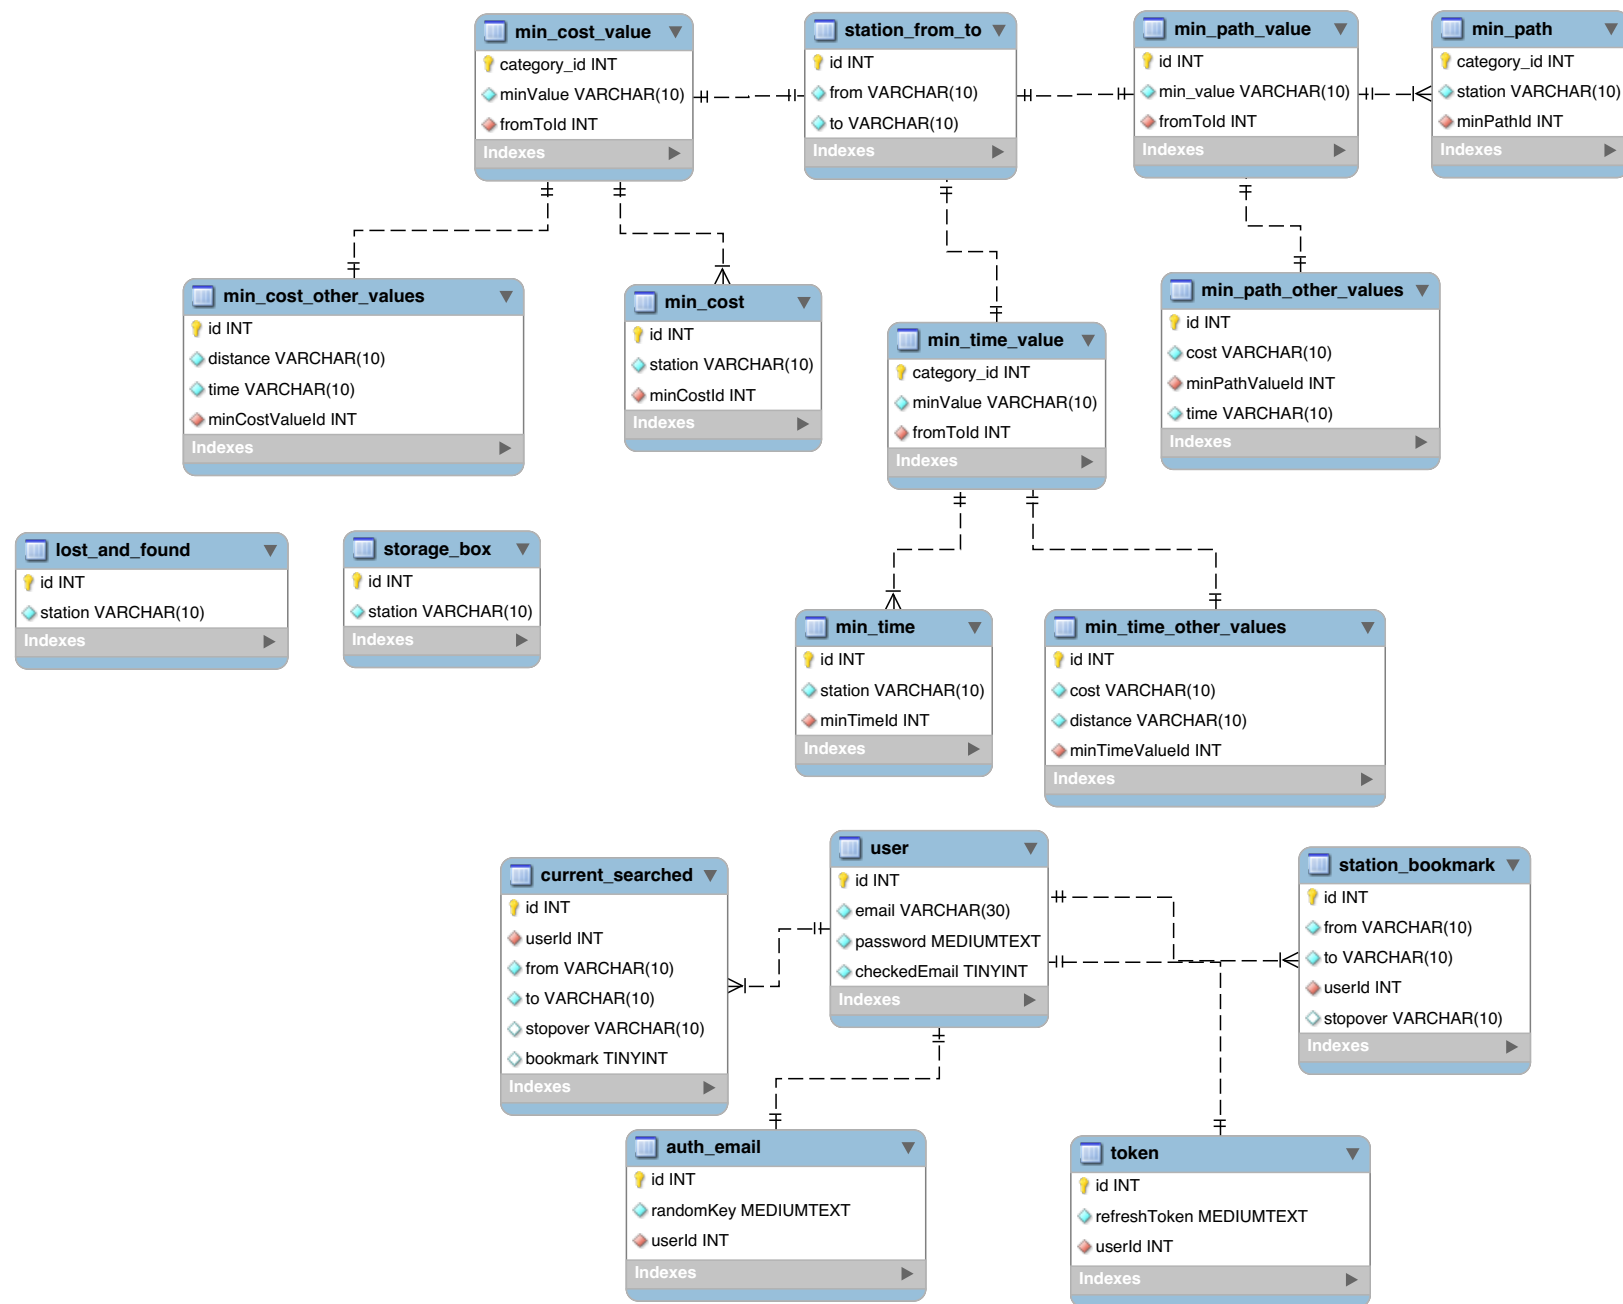 min_cost_value
category_id INT
minValue VARCHAR(10)
fromToId INT
Indexes
station_from_to
id INT
from VARCHAR(10)
to VARCHAR(10)
Indexes
min_path_value
id INT
min_value VARCHAR(10)
fromToId INT
Indexes
min_path
category_id INT
station VARCHAR(10)
minPathId INT
Indexes
min_cost_other_values
id INT
distance VARCHAR(10)
time VARCHAR(10)
minCostValueId INT
Indexes
min_cost
id INT
station VARCHAR(10)
minCostId INT
Indexes
min_time_value
category_id INT
minValue VARCHAR(10)
fromToId INT
Indexes
min_path_other_values
id INT
cost VARCHAR(10)
minPathValueId INT
time VARCHAR(10)
Indexes
lost_and_found
id INT
station VARCHAR(10)
Indexes
storage_box
id INT
station VARCHAR(10)
Indexes
min_time
id INT
station VARCHAR(10)
minTimeId INT
Indexes
min_time_other_values
id INT
cost VARCHAR(10)
distance VARCHAR(10)
minTimeValueId INT
Indexes
current_searched
id INT
userId INT
from VARCHAR(10)
to VARCHAR(10)
stopover VARCHAR(10)
bookmark TINYINT
Indexes
user
id INT
email VARCHAR(30)
password MEDIUMTEXT
checkedEmail TINYINT
Indexes
station_bookmark
id INT
from VARCHAR(10)
to VARCHAR(10)
userId INT
stopover VARCHAR(10)
Indexes
auth_email
id INT
randomKey MEDIUMTEXT
userId INT
Indexes
token
id INT
refreshToken MEDIUMTEXT
userId INT
Indexes